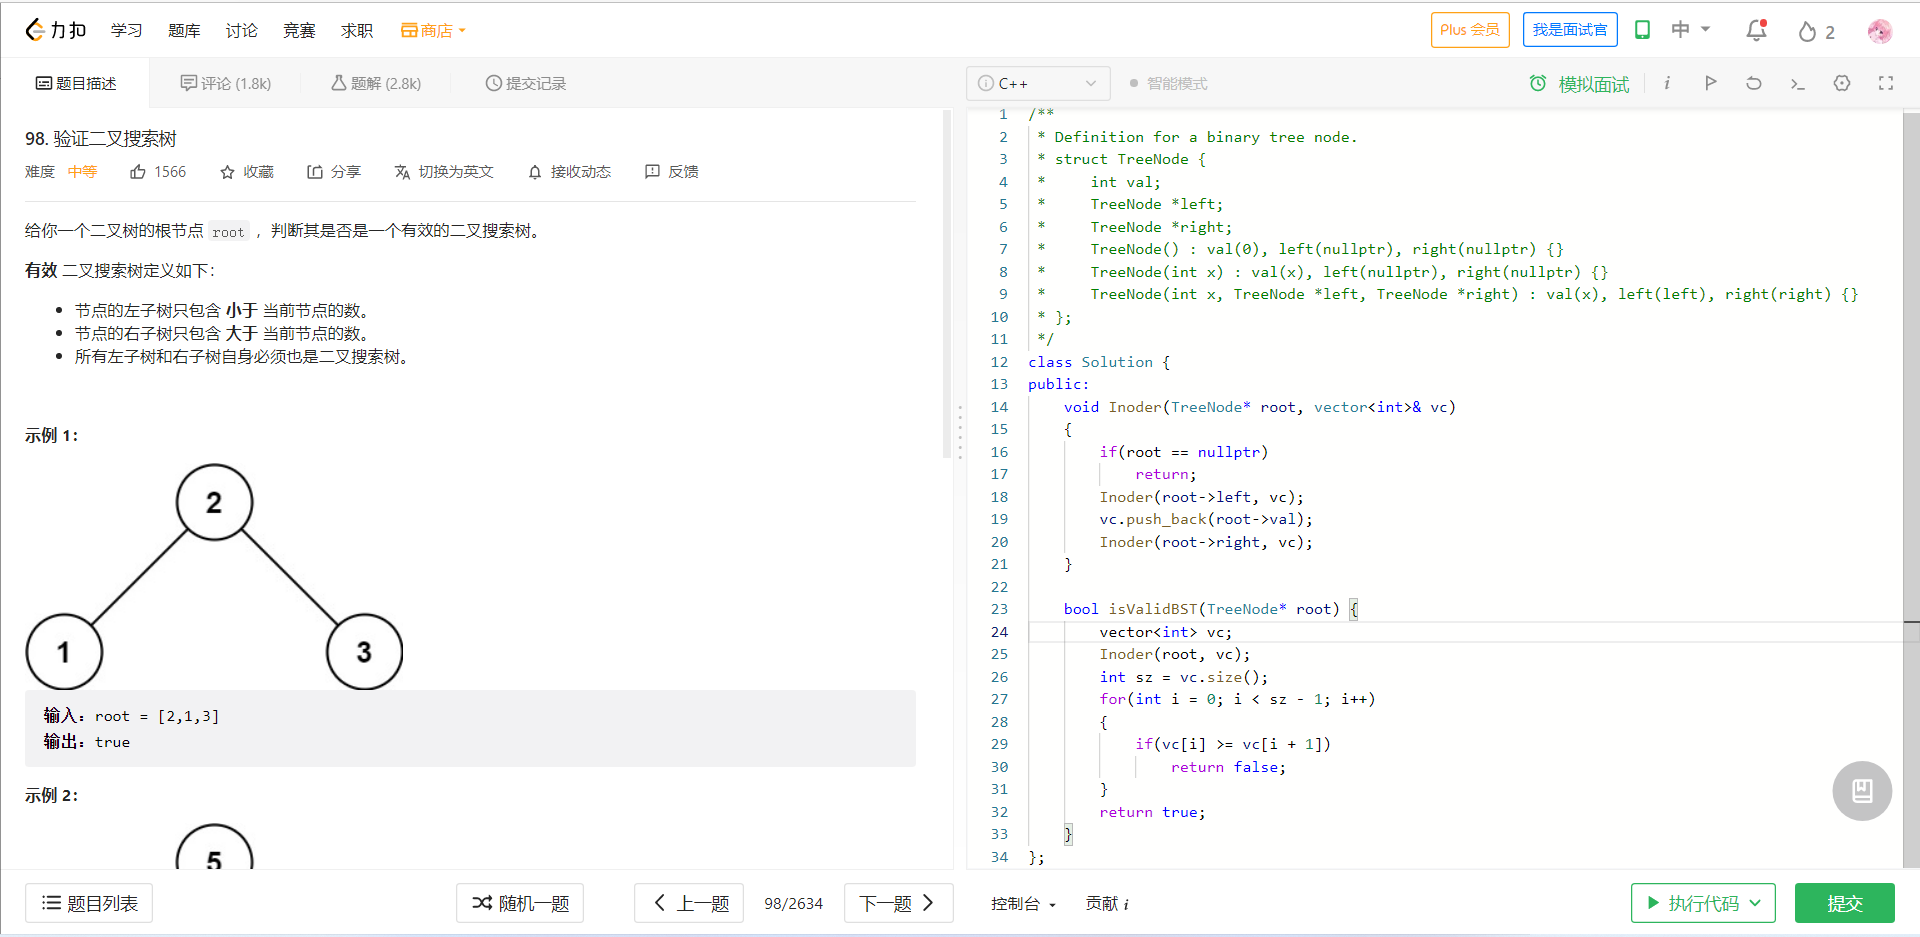 力扣 学习 题库 讨论 竞赛 求职 商店 Plus 会员 我是面试官 中 2
题目描述 评论 (1.8k) 题解 (2.8k) 提交记录
98. 验证二叉搜索树
难度 中等 1566 收藏 分享 切换为英文 接收动态 反馈
给你一个二叉树的根节点 root ，判断其是否是一个有效的二叉搜索树。
有效 二叉搜索树定义如下：
节点的左子树只包含 小于 当前节点的数。
节点的右子树只包含 大于 当前节点的数。
所有左子树和右子树自身必须也是二叉搜索树。
示例 1：
2
1 3
输入：root = [2,1,3]
输出：true
示例 2：
5
题目列表 随机一题 上一题 98/2634 下一题
C++ 智能模式 模拟面试
1 /**
2  * Definition for a binary tree node.
3  * struct TreeNode {
4  *     int val;
5  *     TreeNode *left;
6  *     TreeNode *right;
7  *     TreeNode() : val(0), left(nullptr), right(nullptr) {}
8  *     TreeNode(int x) : val(x), left(nullptr), right(nullptr) {}
9  *     TreeNode(int x, TreeNode *left, TreeNode *right) : val(x), left(left), right(right) {}
10  * };
11  */
12 class Solution {
13 public:
14     void Inoder(TreeNode* root, vector<int>& vc)
15     {
16         if(root == nullptr)
17             return;
18         Inoder(root->left, vc);
19         vc.push_back(root->val);
20         Inoder(root->right, vc);
21     }
22
23     bool isValidBST(TreeNode* root) {
24         vector<int> vc;
25         Inoder(root, vc);
26         int sz = vc.size();
27         for(int i = 0; i < sz - 1; i++)
28         {
29             if(vc[i] >= vc[i + 1])
30                 return false;
31         }
32         return true;
33     }
34 };
控制台 贡献 i 执行代码 提交